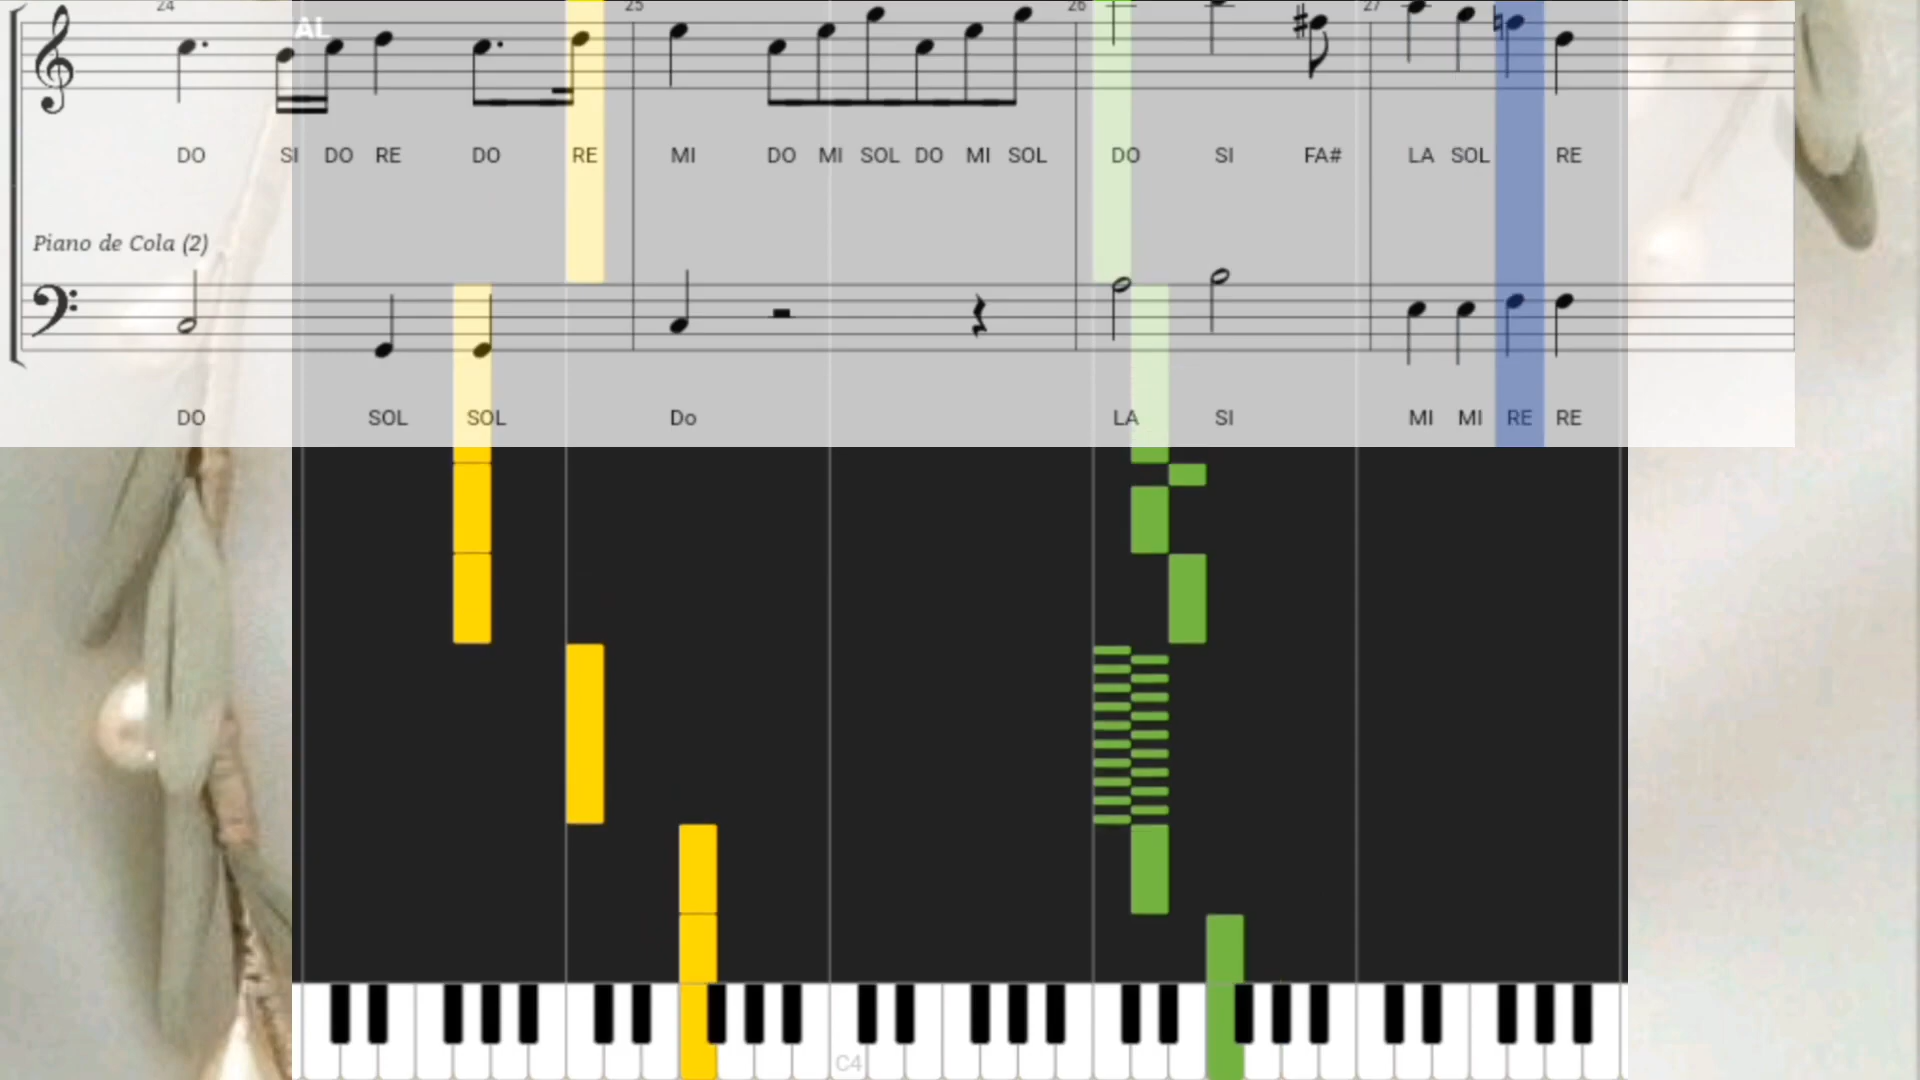 24 25 26 27
AL
DO SI DO RE DO RE MI DO MI SOL DO MI SOL DO SI FA# LA SOL RE
Piano de Cola (2)
DO SOL SOL Do LA SI MI MI RE RE
C4